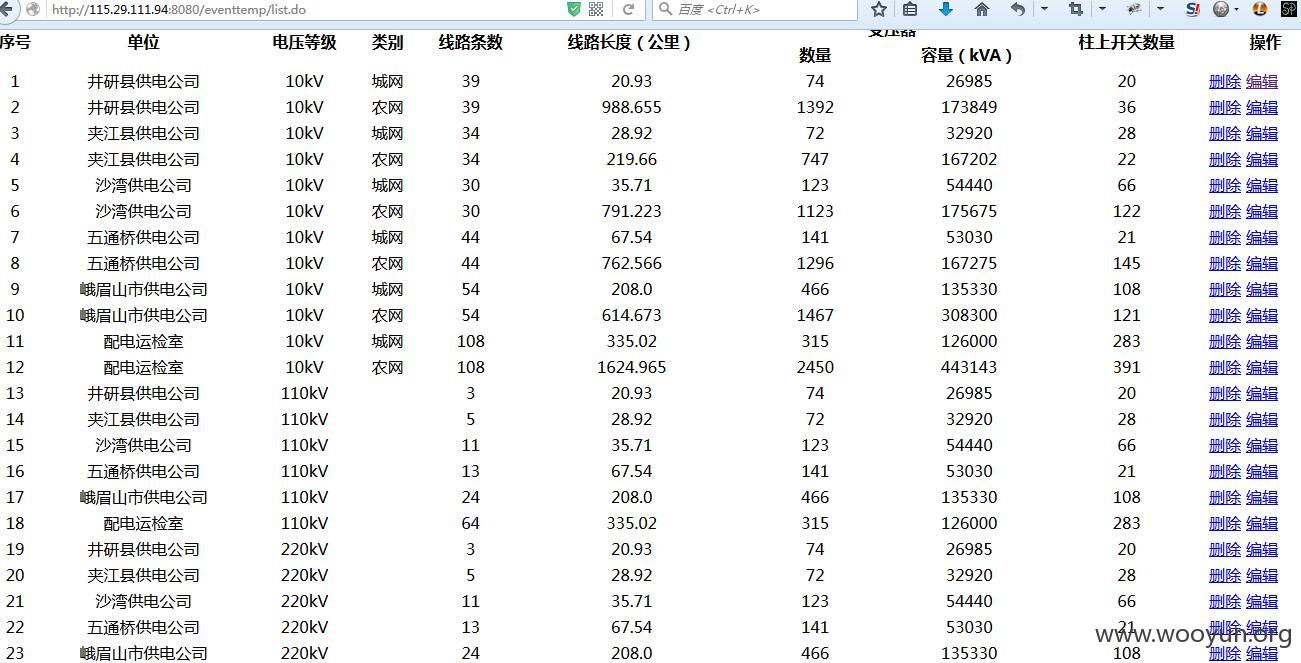 http://115.29.111.94:8080/eventtemp/list.do 百度 <Ctrl+K>
序号 单位 电压等级 类别 线路条数 线路长度（公里） 变压器 柱上开关数量 操作
数量 容量（kVA）
1 井研县供电公司 10kV 城网 39 20.93 74 26985 20 删除 编辑
2 井研县供电公司 10kV 农网 39 988.655 1392 173849 36 删除 编辑
3 夹江县供电公司 10kV 城网 34 28.92 72 32920 28 删除 编辑
4 夹江县供电公司 10kV 农网 34 219.66 747 167202 22 删除 编辑
5 沙湾供电公司 10kV 城网 30 35.71 123 54440 66 删除 编辑
6 沙湾供电公司 10kV 农网 30 791.223 1123 175675 122 删除 编辑
7 五通桥供电公司 10kV 城网 44 67.54 141 53030 21 删除 编辑
8 五通桥供电公司 10kV 农网 44 762.566 1296 167275 145 删除 编辑
9 峨眉山市供电公司 10kV 城网 54 208.0 466 135330 108 删除 编辑
10 峨眉山市供电公司 10kV 农网 54 614.673 1467 308300 121 删除 编辑
11 配电运检室 10kV 城网 108 335.02 315 126000 283 删除 编辑
12 配电运检室 10kV 农网 108 1624.965 2450 443143 391 删除 编辑
13 井研县供电公司 110kV 3 20.93 74 26985 20 删除 编辑
14 夹江县供电公司 110kV 5 28.92 72 32920 28 删除 编辑
15 沙湾供电公司 110kV 11 35.71 123 54440 66 删除 编辑
16 五通桥供电公司 110kV 13 67.54 141 53030 21 删除 编辑
17 峨眉山市供电公司 110kV 24 208.0 466 135330 108 删除 编辑
18 配电运检室 110kV 64 335.02 315 126000 283 删除 编辑
19 井研县供电公司 220kV 3 20.93 74 26985 20 删除 编辑
20 夹江县供电公司 220kV 5 28.92 72 32920 28 删除 编辑
21 沙湾供电公司 220kV 11 35.71 123 54440 66 删除 编辑
22 五通桥供电公司 220kV 13 67.54 141 53030 21 删除 编辑
www.wooyun.org
23 峨眉山市供电公司 220kV 24 208.0 466 135330 108 删除 编辑